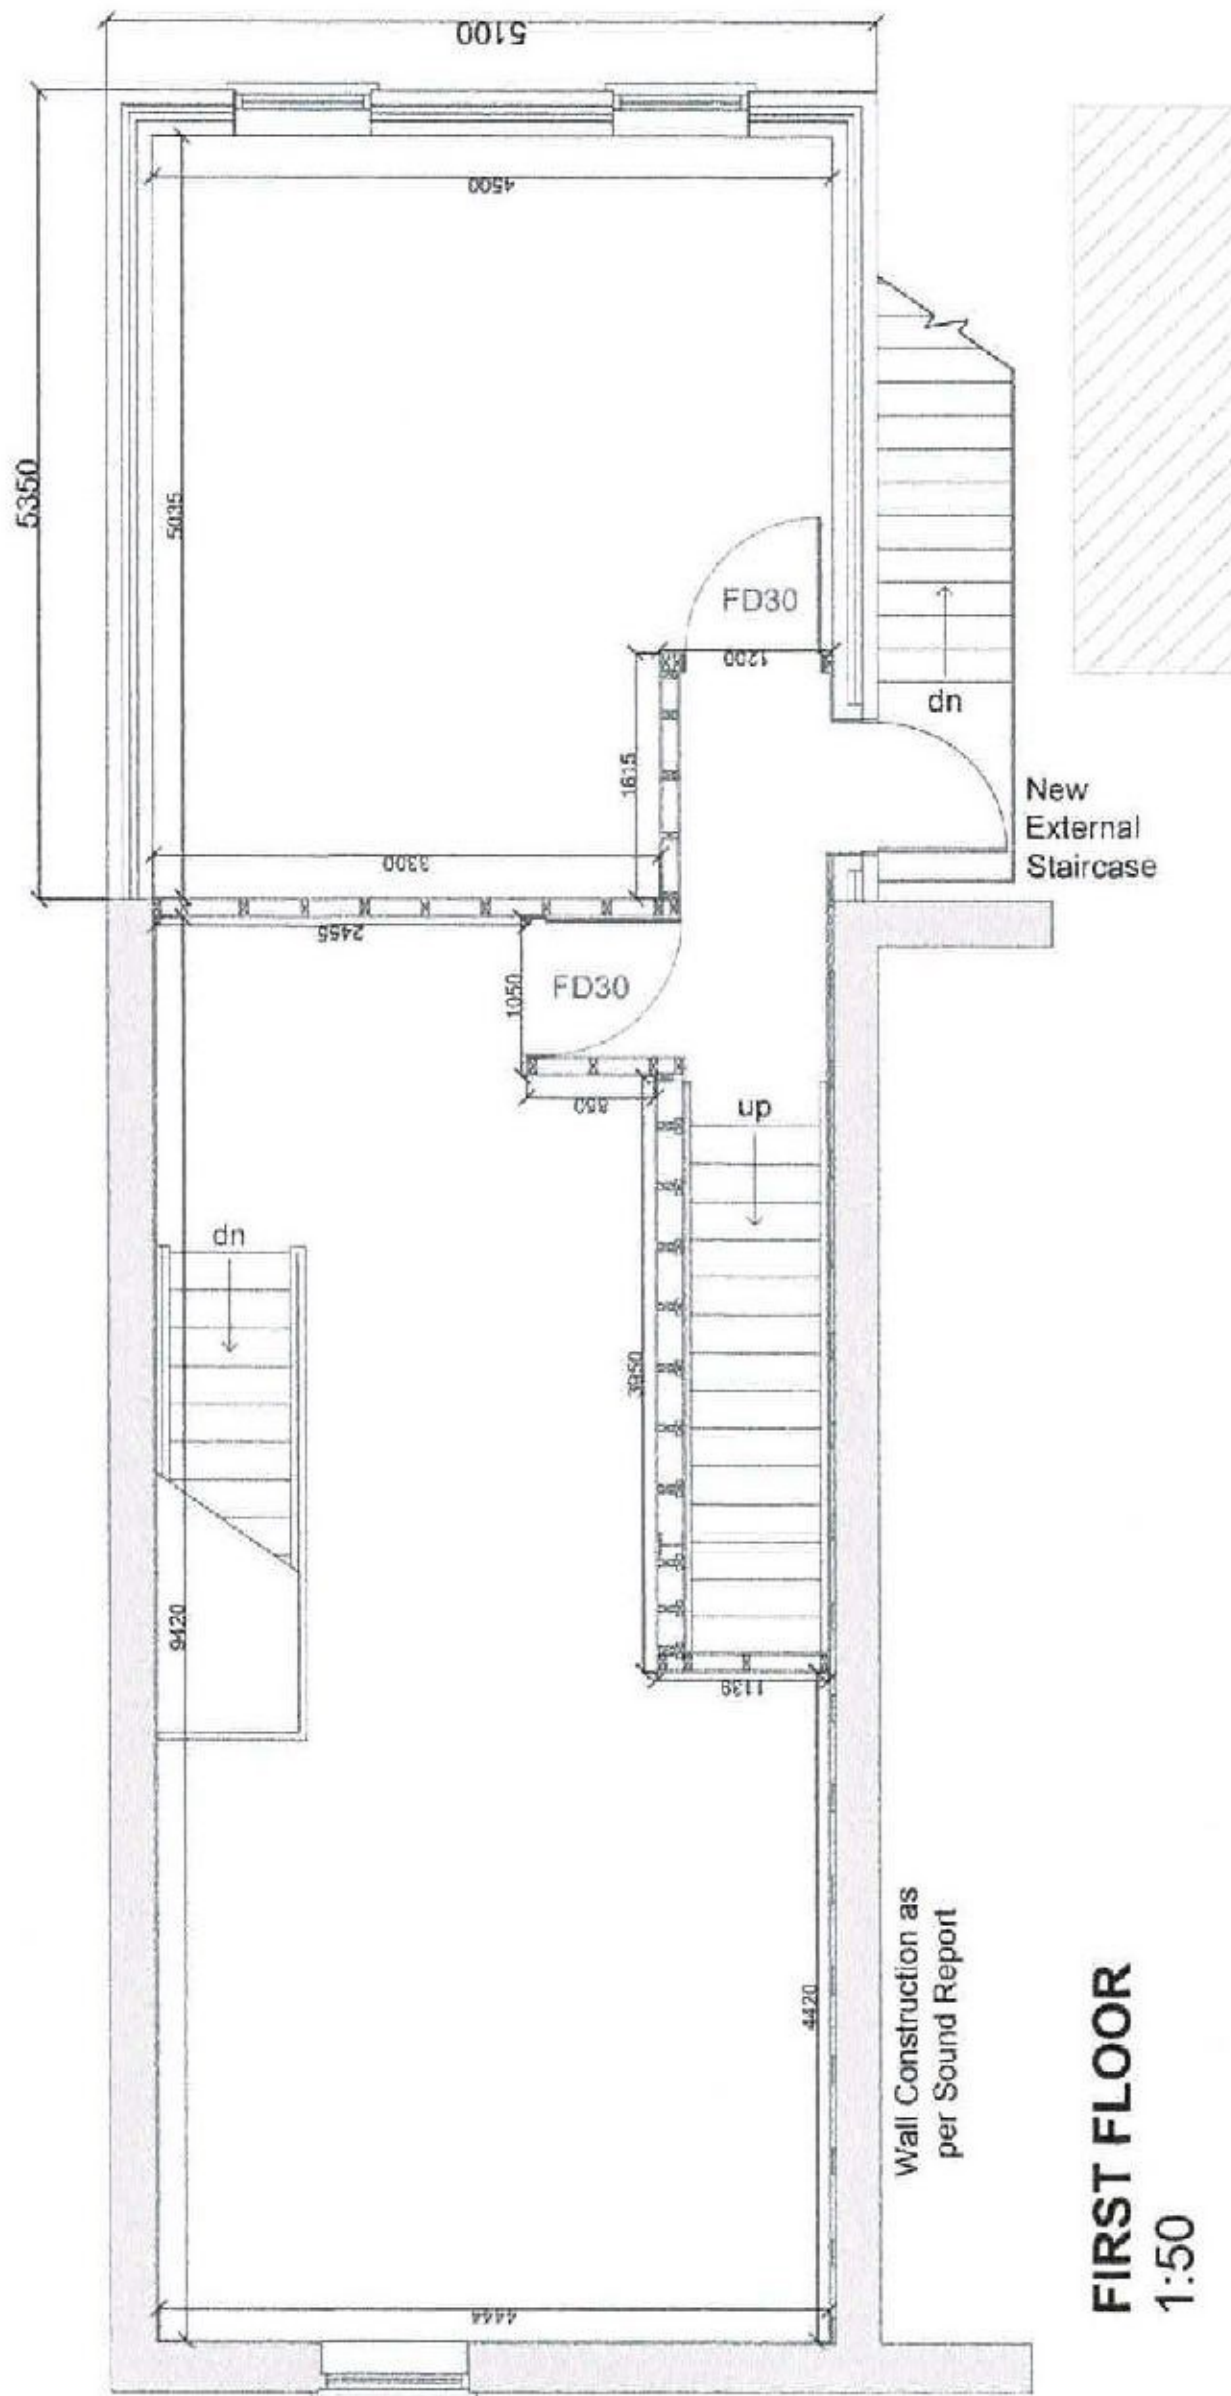 5100
5350
4500
5035
FD30
1200
dn
1615
New
External
Staircase
3300
2455
1050
FD30
850
up
dn
3950
9420
1139
4420
Wall Construction as
per Sound Report
4444
FIRST FLOOR
1:50